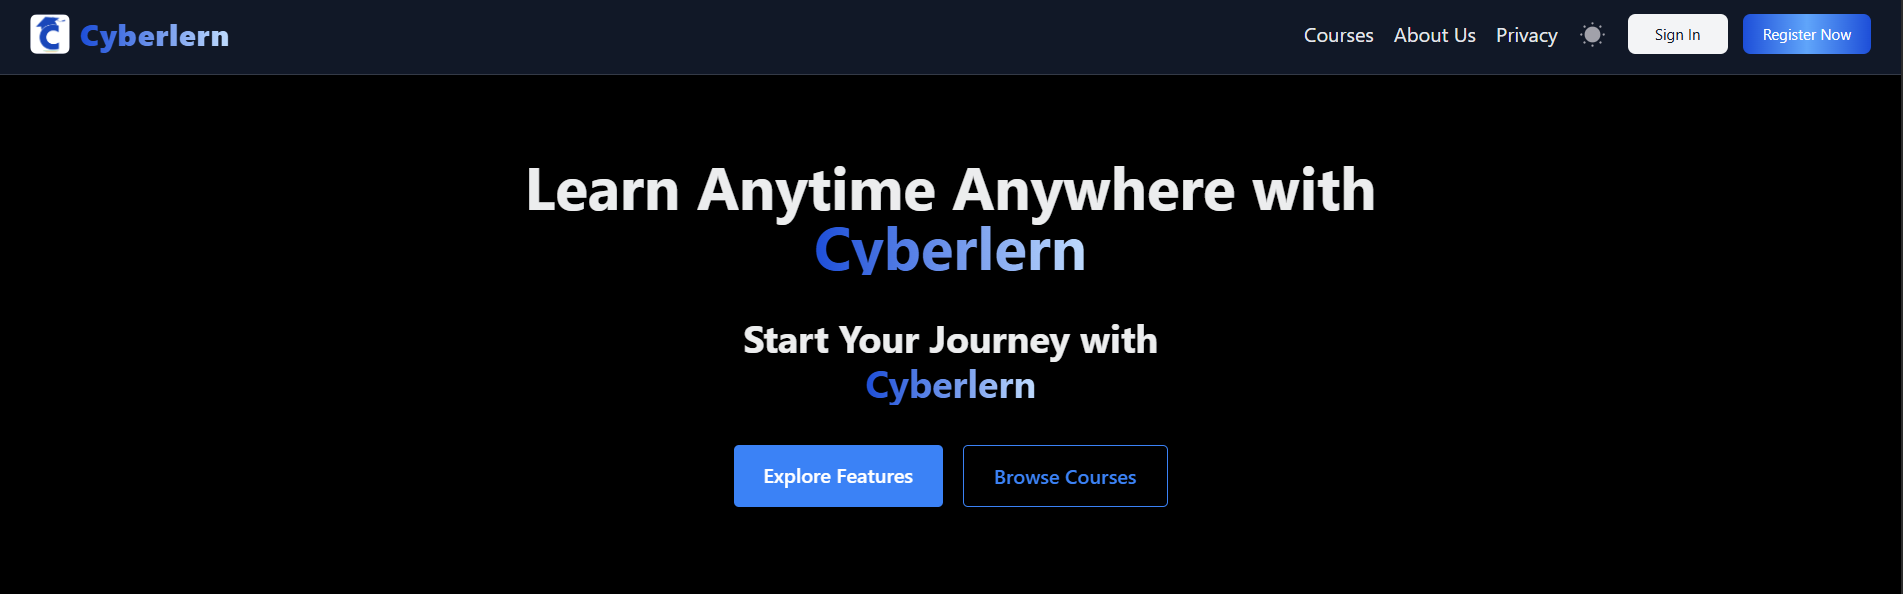 Cyberlern
Courses About Us Privacy Sign In Register Now
Learn Anytime Anywhere with
Cyberlern
Start Your Journey with
Cyberlern
Explore Features Browse Courses